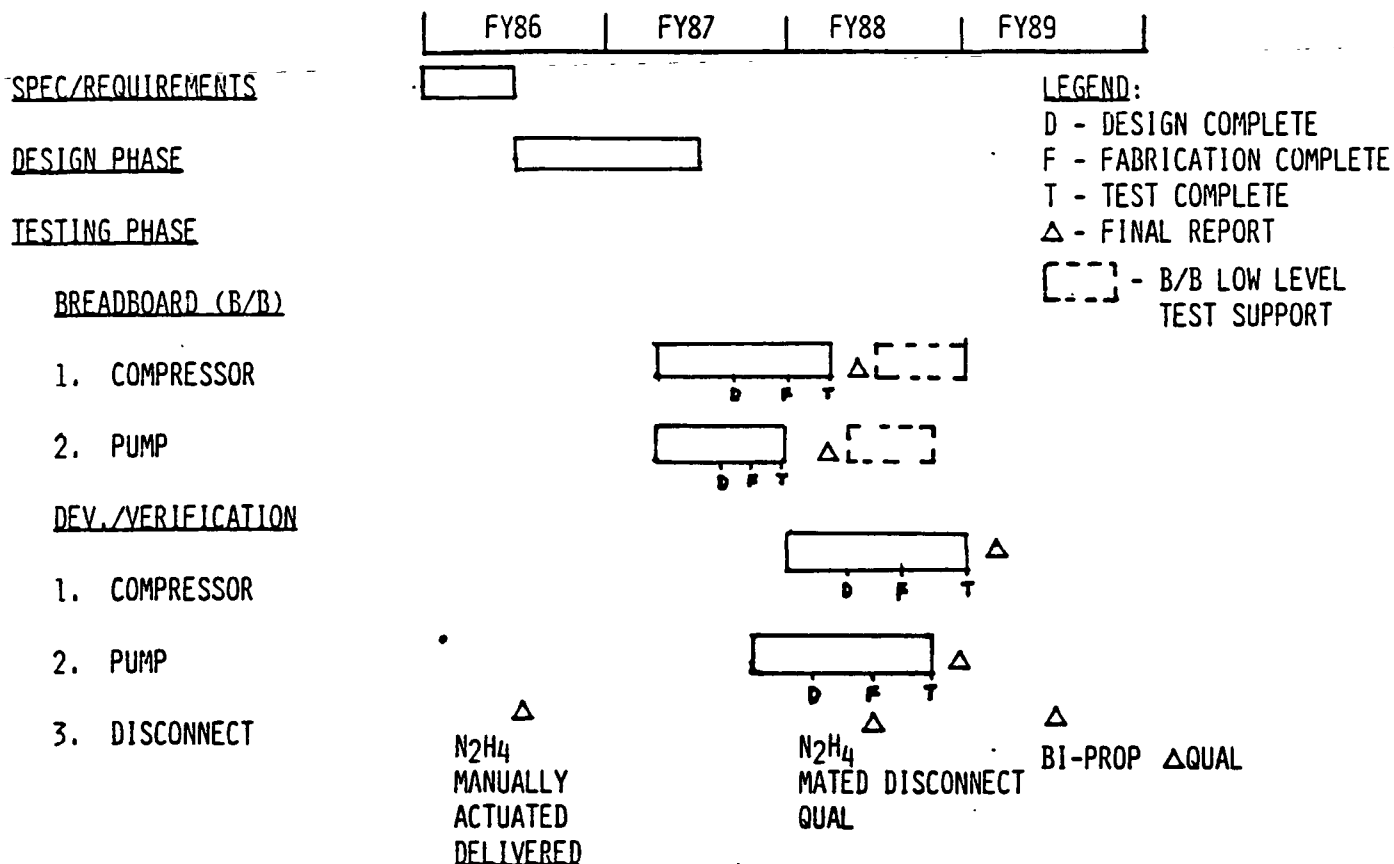 FY86 FY87 FY88 FY89
SPEC/REQUIREMENTS
DESIGN PHASE
TESTING PHASE
BREADBOARD (B/B)
1. COMPRESSOR
D F T
2. PUMP
D F T
DEV./VERIFICATION
1. COMPRESSOR
D F T
2. PUMP
D F T
3. DISCONNECT
N2H4
MANUALLY
ACTUATED
DELIVERED
N2H4
MATED DISCONNECT
QUAL
BI-PROP ΔQUAL
LEGEND:
D - DESIGN COMPLETE
F - FABRICATION COMPLETE
T - TEST COMPLETE
Δ - FINAL REPORT
- B/B LOW LEVEL
TEST SUPPORT